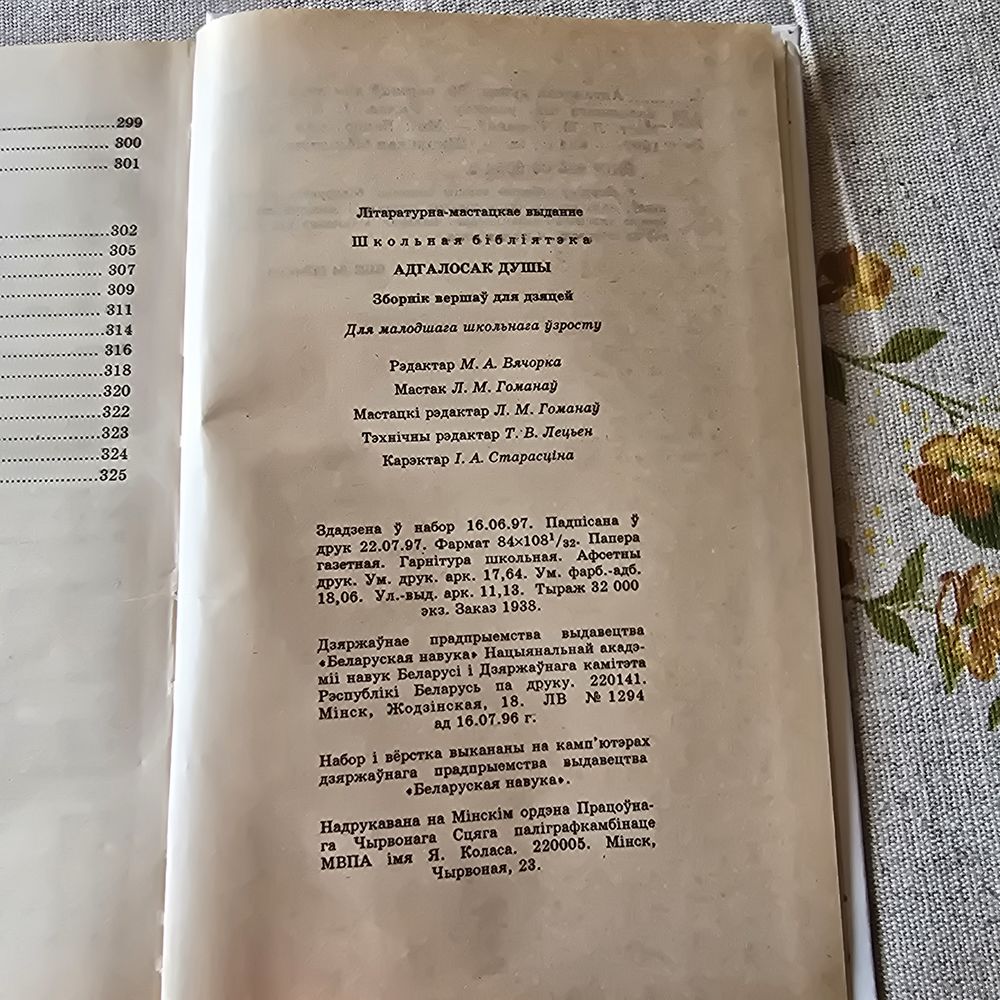 299
300
301
302
305
307
309
311
314
316
318
320
322
323
324
325
Літаратурна-мастацкае выданне
Школьная бібліятэка
АДГАЛОСАК ДУШЫ
Зборнік вершаў для дзяцей
Для малодшага школьнага ўзросту
Рэдактар М. А. Вячорка
Мастак Л. М. Гоманаў
Мастацкі рэдактар Л. М. Гоманаў
Тэхнічны рэдактар Т. В. Лецьен
Карэктар І. А. Старасціна
Здадзена ў набор 16.06.97. Падпісана ў
друк 22.07.97. Фармат 84×108¹/₃₂. Папера
газетная. Гарнітура школьная. Афсетны
друк. Ум. друк. арк. 17,64. Ум. фарб.-адб.
18,06. Ул.-выд. арк. 11,13. Тыраж 32 000
экз. Заказ 1938.
Дзяржаўнае прадпрыемства выдавецтва
«Беларуская навука» Нацыянальнай акадэ-
міі навук Беларусі і Дзяржаўнага камітэта
Рэспублікі Беларусь па друку. 220141.
Мінск, Жодзінская, 18. ЛВ № 1294
ад 16.07.96 г.
Набор і вёрстка выкананы на камп'ютэрах
дзяржаўнага прадпрыемства выдавецтва
«Беларуская навука».
Надрукавана на Мінскім ордэна Працоўна-
га Чырвонага Сцяга паліграфкамбінаце
МВПА імя Я. Коласа. 220005. Мінск,
Чырвоная, 23.